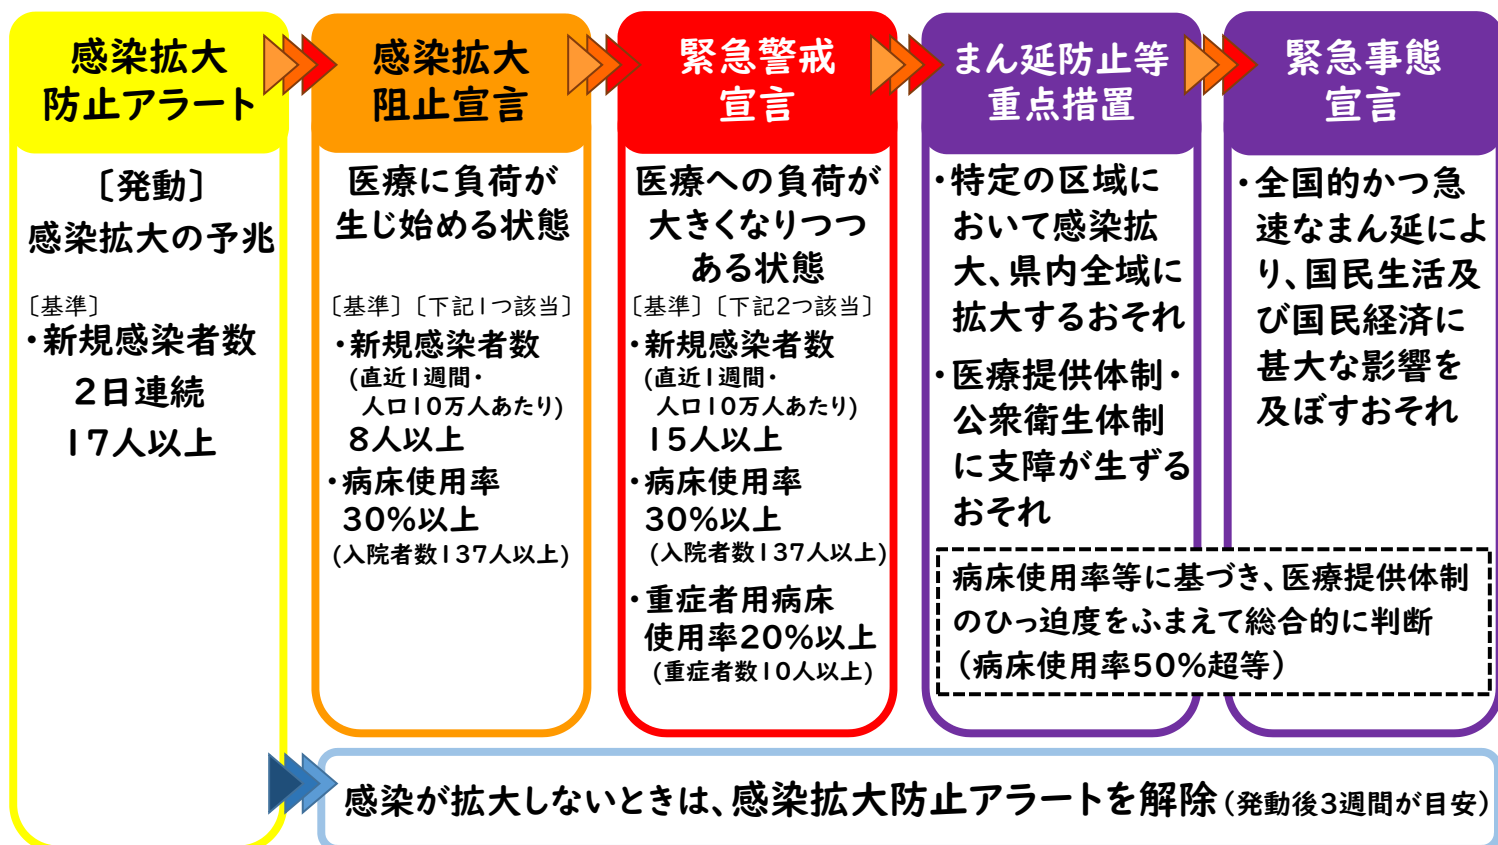 感染拡大
防止アラート
〔発動〕
感染拡大の予兆
〔基準〕
・新規感染者数
2日連続
17人以上
感染拡大
阻止宣言
医療に負荷が
生じ始める状態
〔基準〕〔下記1つ該当〕
・新規感染者数
(直近1週間・
人口10万人あたり)
8人以上
・病床使用率
30%以上
(入院者数137人以上)
緊急警戒
宣言
医療への負荷が
大きくなりつつ
ある状態
〔基準〕〔下記2つ該当〕
・新規感染者数
(直近1週間・
人口10万人あたり)
15人以上
・病床使用率
30%以上
(入院者数137人以上)
・重症者用病床
使用率20%以上
(重症者数10人以上)
まん延防止等
重点措置
・特定の区域に
おいて感染拡
大、県内全域に
拡大するおそれ
・医療提供体制・
公衆衛生体制
に支障が生ずる
おそれ
緊急事態
宣言
・全国的かつ急
速なまん延によ
り、国民生活及
び国民経済に
甚大な影響を
及ぼすおそれ
病床使用率等に基づき、医療提供体制
のひっ迫度をふまえて総合的に判断
（病床使用率50%超等）
感染が拡大しないときは、感染拡大防止アラートを解除(発動後3週間が目安)